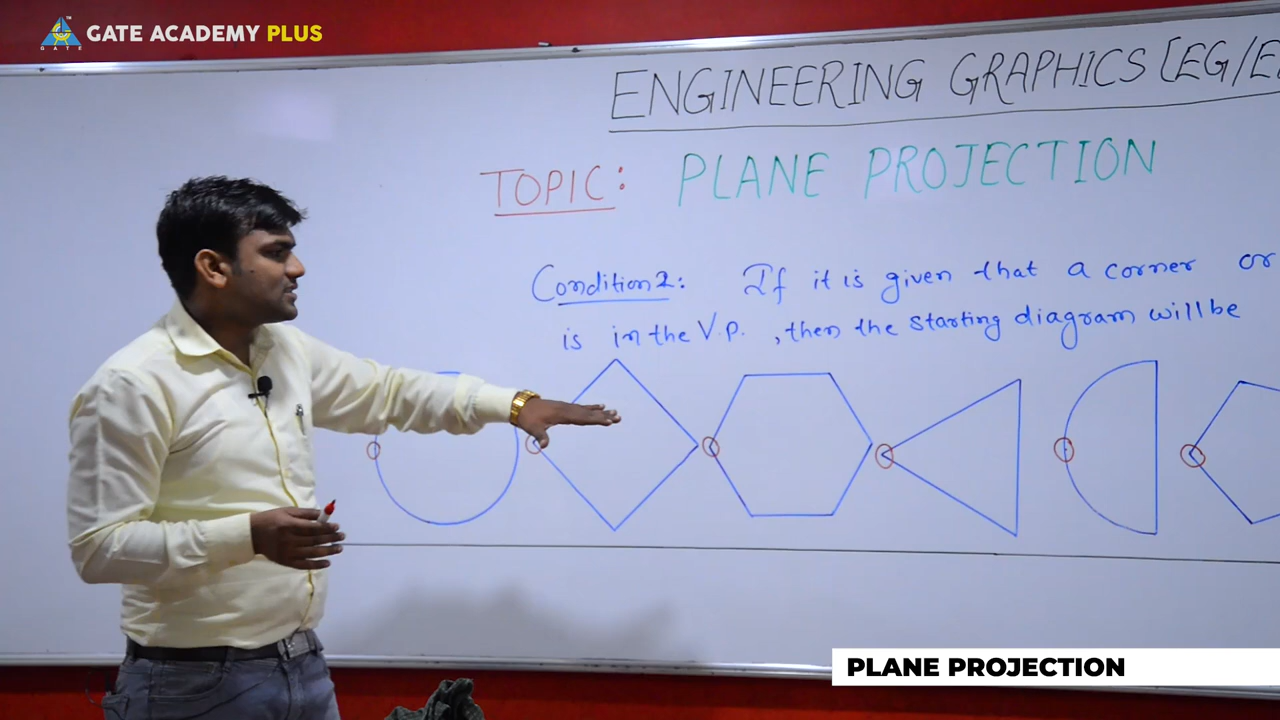 GATE ACADEMY PLUS
GATE
ENGINEERING GRAPHICS [EG/E
TOPIC: PLANE PROJECTION
Condition 2: If it is given that a corner or
is in the V.P., then the starting diagram will be
PLANE PROJECTION